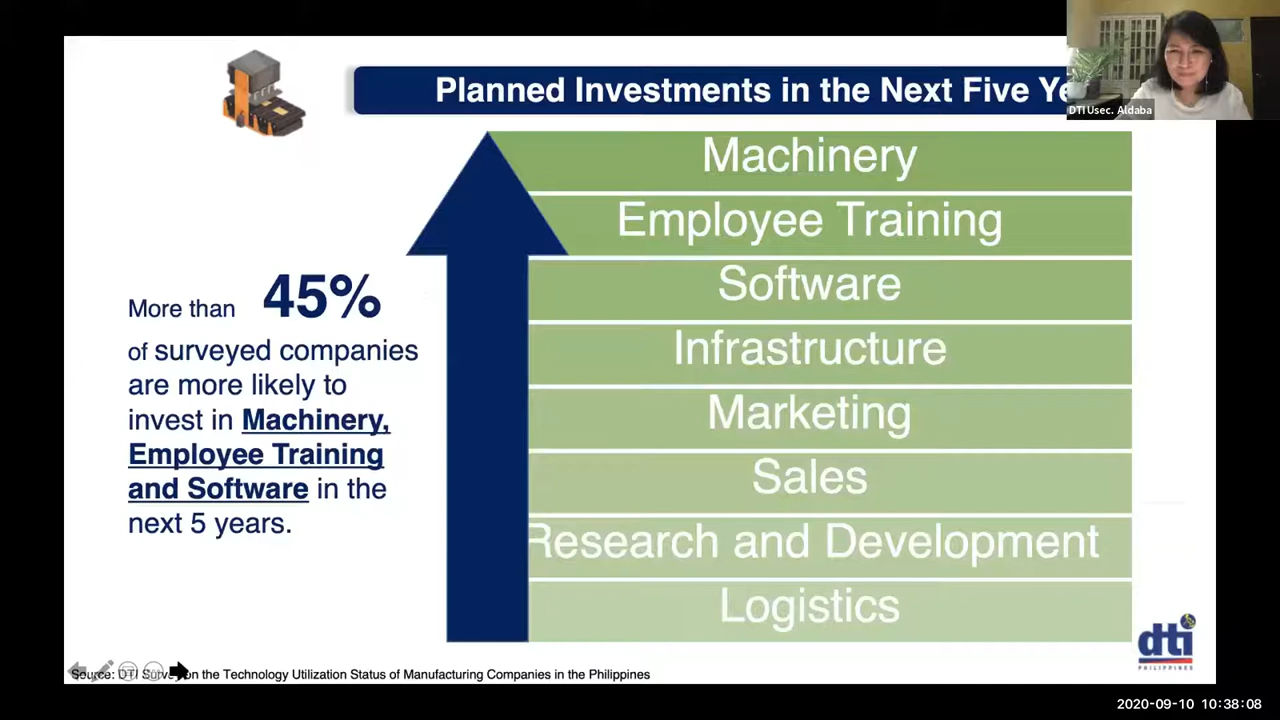 Planned Investments in the Next Five Ye
DTI Usec. Aldaba
Machinery
Employee Training
Software
Infrastructure
Marketing
Sales
Research and Development
Logistics
More than 45%
of surveyed companies
are more likely to
invest in Machinery,
Employee Training
and Software in the
next 5 years.
dti
PHILIPPINES
Source: DTI Survey on the Technology Utilization Status of Manufacturing Companies in the Philippines
2020-09-10 10:38:08